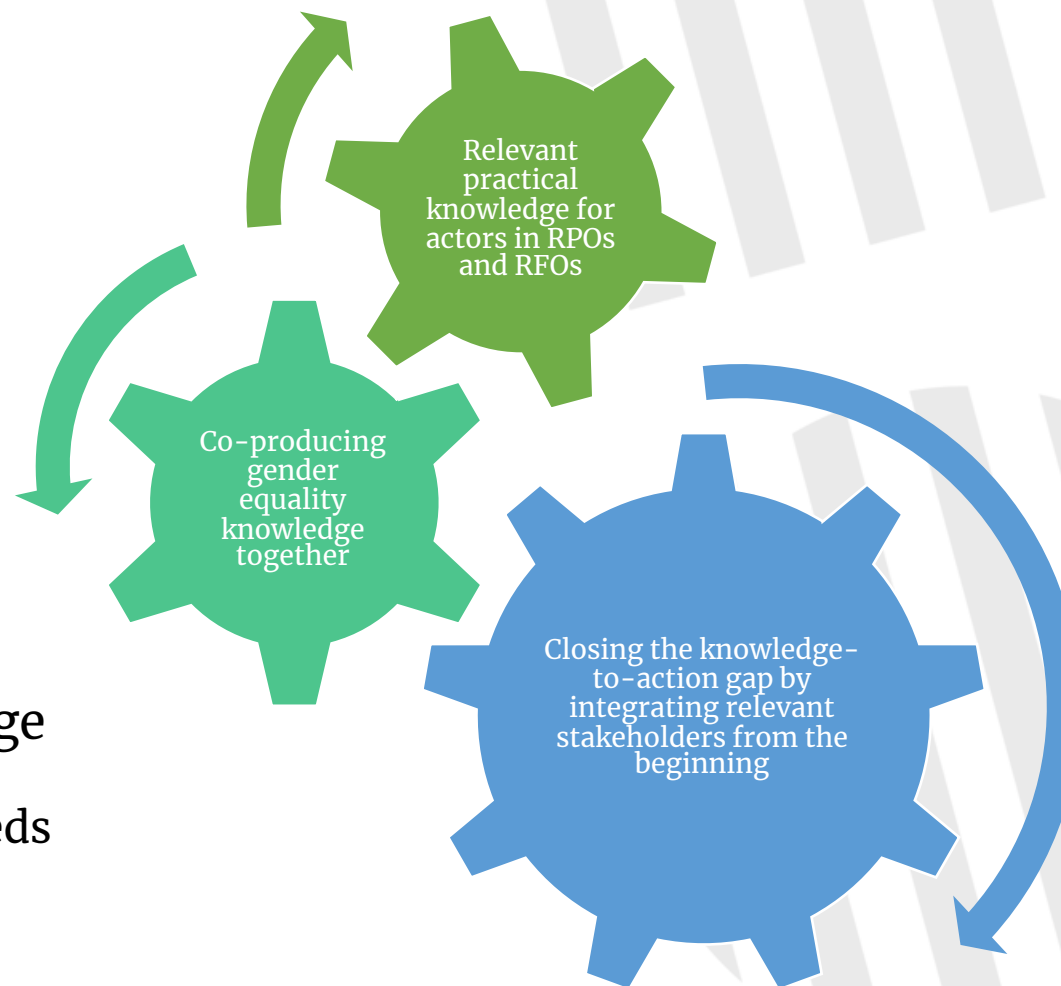 Relevant
practical
knowledge for
actors in RPOs
and RFOs
Co-producing
gender
equality
knowledge
together
Closing the knowledge-
to-action gap by
integrating relevant
stakeholders from the
beginning
ge
eds